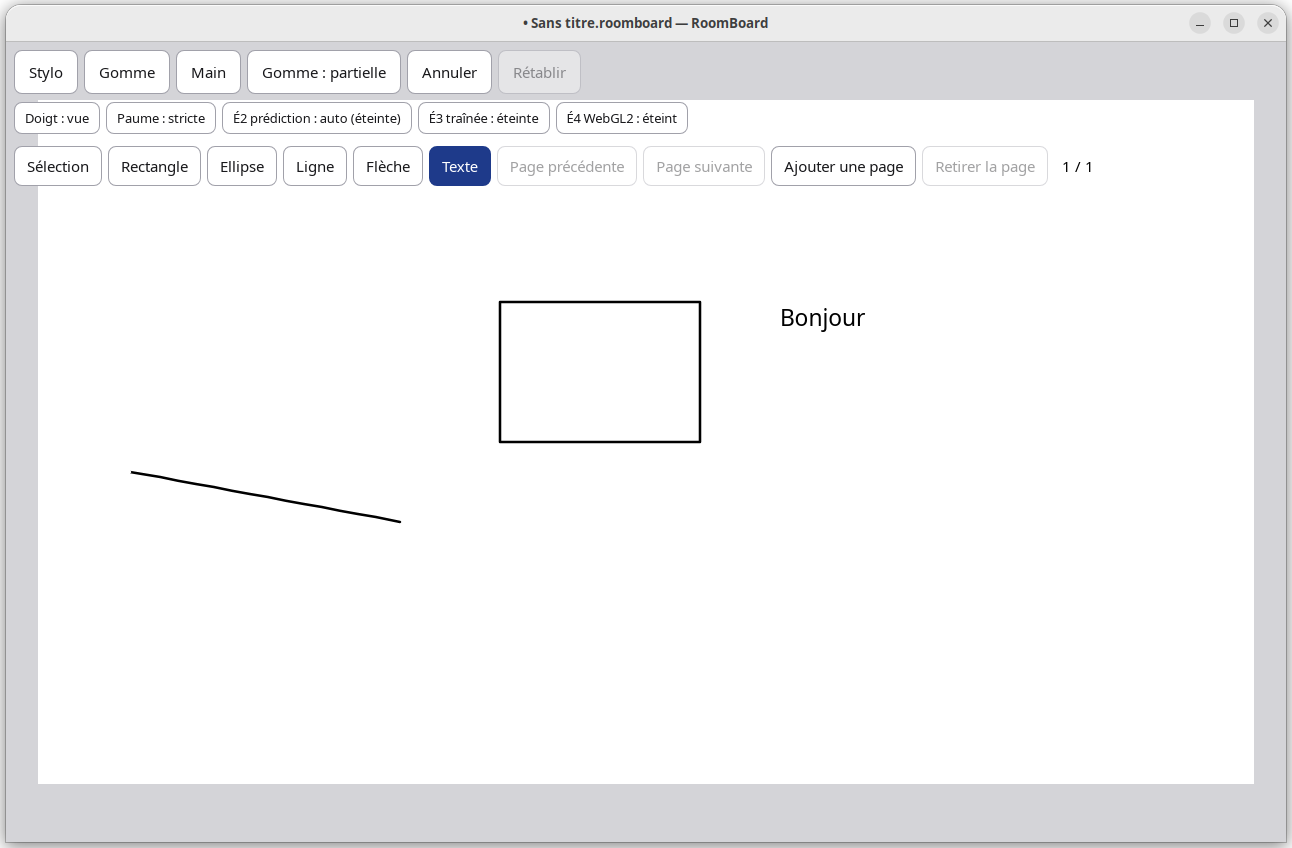 • Sans titre.roomboard — RoomBoard
Stylo Gomme Main Gomme : partielle Annuler Rétablir
Doigt : vue Paume : stricte É2 prédiction : auto (éteinte) É3 traînée : éteinte É4 WebGL2 : éteint
Sélection Rectangle Ellipse Ligne Flèche Texte Page précédente Page suivante Ajouter une page Retirer la page 1 / 1
Bonjour